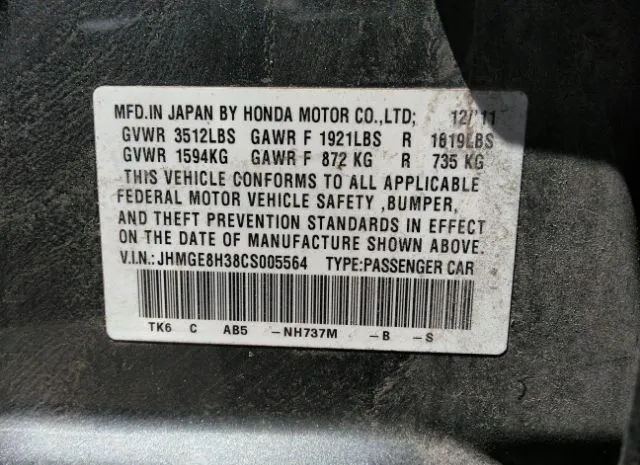 MFD.IN JAPAN BY HONDA MOTOR CO.,LTD; 12/11
GVWR 3512LBS GAWR F 1921LBS R 1619LBS
GVWR 1594KG GAWR F 872 KG R 735 KG
THIS VEHICLE CONFORMS TO ALL APPLICABLE
FEDERAL MOTOR VEHICLE SAFETY ,BUMPER,
AND THEFT PREVENTION STANDARDS IN EFFECT
ON THE DATE OF MANUFACTURE SHOWN ABOVE.
V.I.N.: JHMGE8H38CS005564 TYPE:PASSENGER CAR
TK6 C AB5 -NH737M -B -S